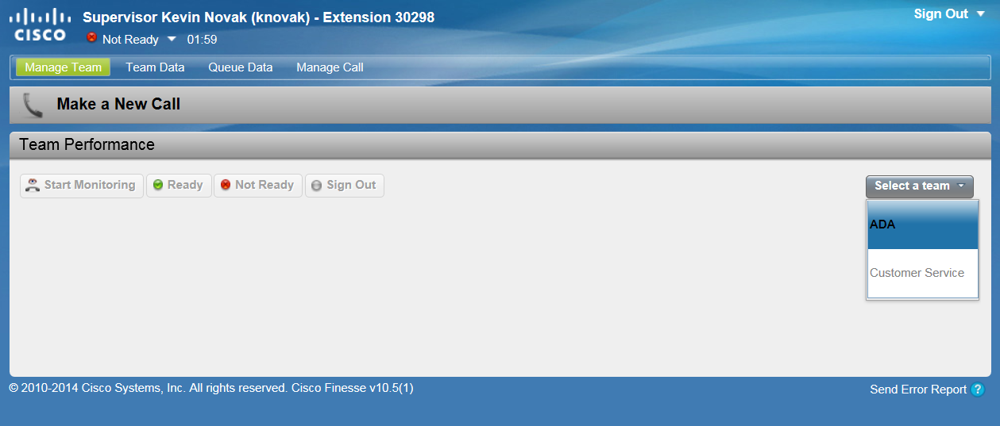 Supervisor Kevin Novak (knovak) - Extension 30298
Sign Out
CISCO
Not Ready 01:59
Manage Team Team Data Queue Data Manage Call
Make a New Call
Team Performance
Start Monitoring Ready Not Ready Sign Out
Select a team
ADA
Customer Service
© 2010-2014 Cisco Systems, Inc. All rights reserved. Cisco Finesse v10.5(1)
Send Error Report ?